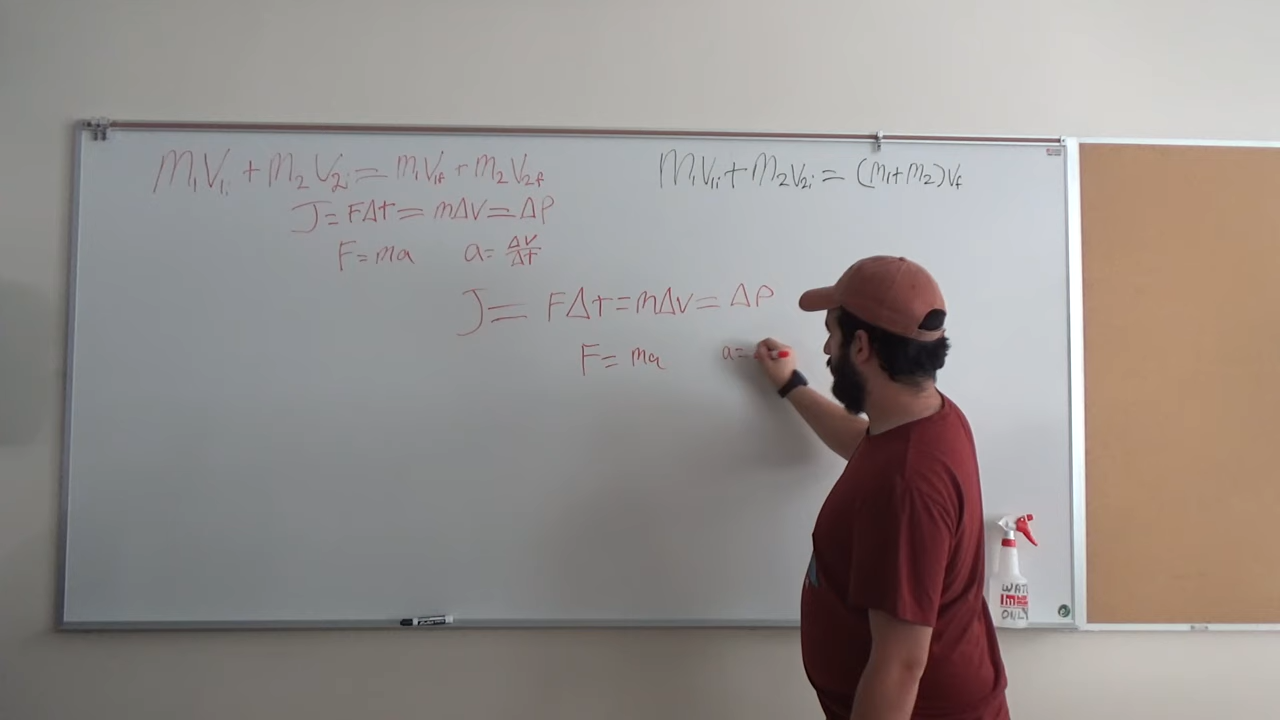 m₁v₁ᵢ + m₂v₂ᵢ = m₁v₁f + m₂v₂f
m₁v₁ᵢ + m₂v₂ᵢ = (m₁+m₂)vf
J = FΔt = mΔv = ΔP
F = ma a = Δv/Δt
J = FΔt = mΔv = ΔP
F = ma a =
ONLY